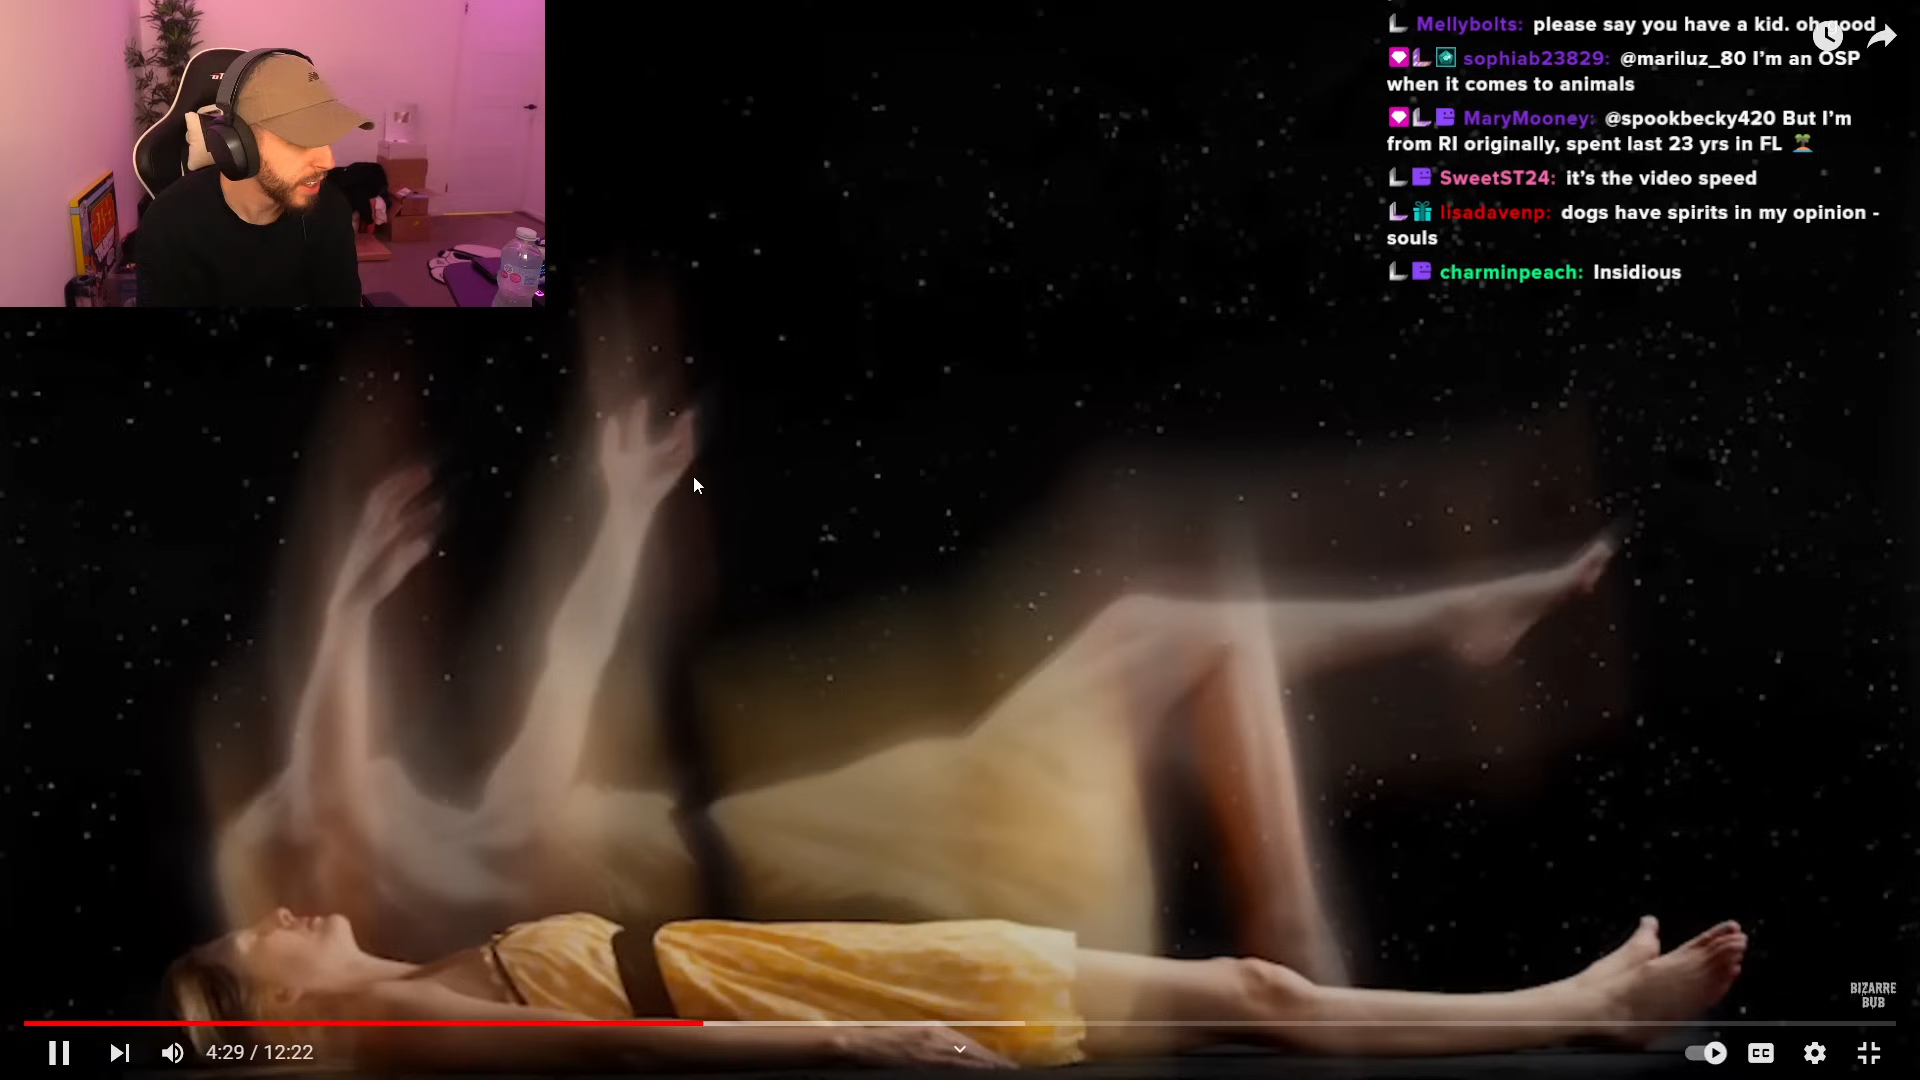 Mellybolts: please say you have a kid. oh good
sophiab23829: @mariluz_80 I'm an OSP
when it comes to animals
MaryMooney: @spookbecky420 But I'm
from RI originally, spent last 23 yrs in FL 🏝️
SweetST24: it's the video speed
lisadavenp: dogs have spirits in my opinion -
souls
charminpeach: Insidious
BIZARRE
BUB
4:29 / 12:22
CC